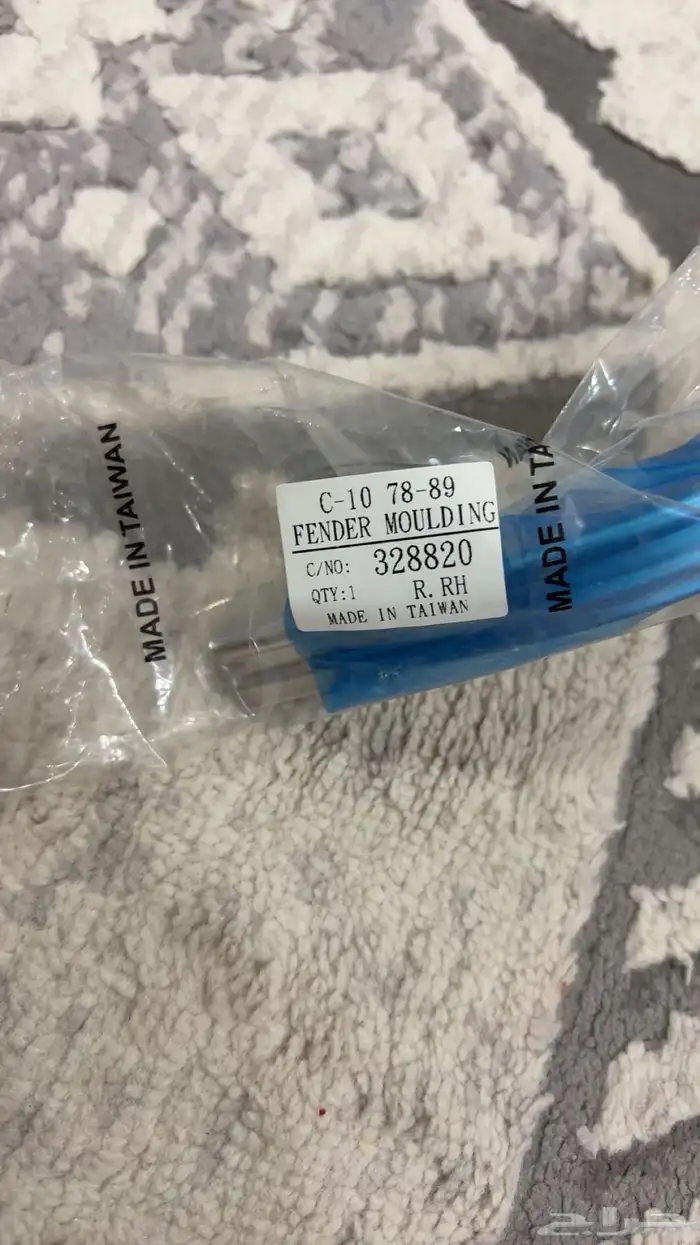 MADE IN TAIWAN
C-10 78-89
FENDER MOULDING
C/NO: 328820
QTY:1 R.RH
MADE IN TAIWAN
MADE IN TA
حراج